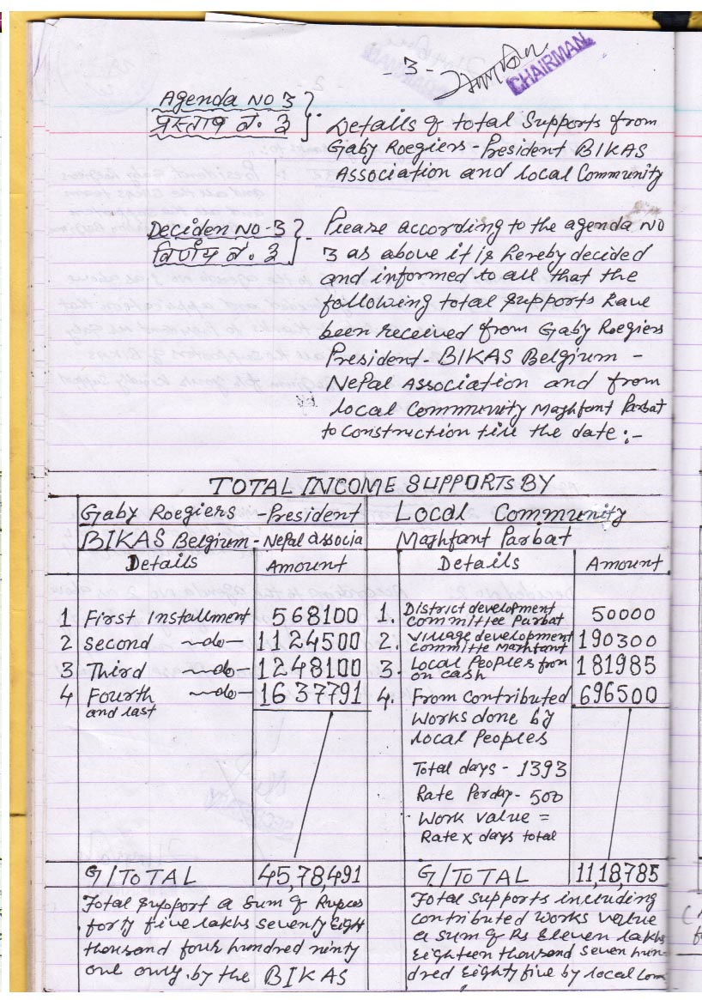 - 3 -
CHAIRMAN.
Agenda NO 3
प्रस्ताव नं. 3
Details of total Supports from
Gaby Roegiers - President BIKAS
Association and local Community
Deciden NO-3
निर्णय नं. 3
Please according to the agenda NO
3 as above it is hereby decided
and informed to all that the
following total supports have
been received from Gaby Roegiers
President - BIKAS Belgium -
Nepal Association and from
local Community Majhfant Parbat
to construction till the date :-
TOTAL INCOME SUPPORTS BY
Gaby Roegiers - President
BIKAS Belgium - Nepal associa
Local Community
Majhfant Parbat
Details Amount Details Amount
1 First Installment 568100
2 second -do- 1124500
3 Third -do- 1248100
4 Fourth -do- 1637791
and last
1. District development
committee Parbat 50000
2. Village development
committe Majhfant 190300
3. Local Peoples from
on cash 181985
4. From contributed 696500
works done by
local Peoples
Total days - 1393
Rate Perday - 500
Work value =
Rate x days total
G/TOTAL 45,78,491
G/TOTAL 11,18,785
Total support a sum of Rupees
forty five lakhs seventy eight
thousand four hundred ninty
one only. by the BIKAS
Total supports including
contributed works value
a sum of Rs Eleven lakhs
Eighteen thousand seven hun-
dred Eighty five by local Com